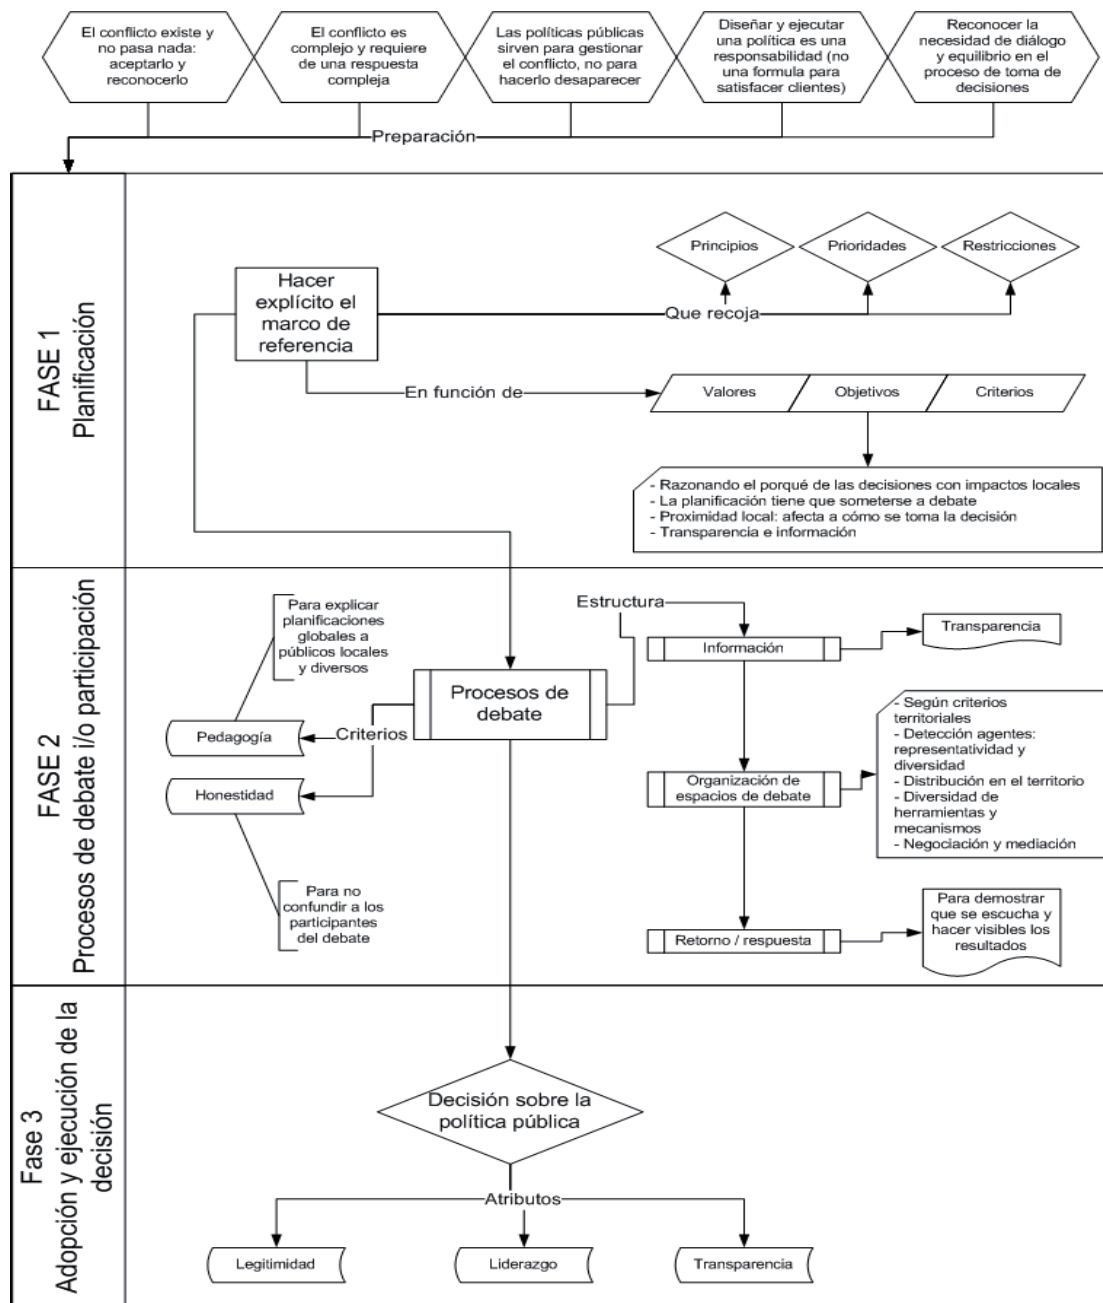 El conflicto existe y
no pasa nada:
aceptarlo y
reconocerlo
El conflicto es
complejo y requiere
de una respuesta
compleja
Las políticas públicas
sirven para gestionar
el conflicto, no para
hacerlo desaparecer
Diseñar y ejecutar
una política es una
responsabilidad (no
una formula para
satisfacer clientes)
Reconocer la
necesidad de diálogo
y equilibrio en el
proceso de toma de
decisiones
Preparación
FASE 1
Planificación
Hacer
explícito el
marco de
referencia
Que recoja
Principios
Prioridades
Restricciones
En función de
Valores
Objetivos
Criterios
- Razonando el porqué de las decisiones con impactos locales
- La planificación tiene que someterse a debate
- Proximidad local: afecta a cómo se toma la decisión
- Transparencia e información
FASE 2
Procesos de debate i/o participación
Para explicar
planificaciones
globales a
públicos locales
y diversos
Pedagogía
Criterios
Honestidad
Para no
confundir a los
participantes
del debate
Procesos de
debate
Estructura
Información
Transparencia
Organización de
espacios de debate
- Según criterios
territoriales
- Detección agentes:
representatividad y
diversidad
- Distribución en el territorio
- Diversidad de
herramientas y
mecanismos
- Negociación y mediación
Retorno / respuesta
Para demostrar
que se escucha y
hacer visibles los
resultados
Fase 3
Adopción y ejecución de la
decisión
Decisión sobre la
política pública
Atributos
Legitimidad
Liderazgo
Transparencia